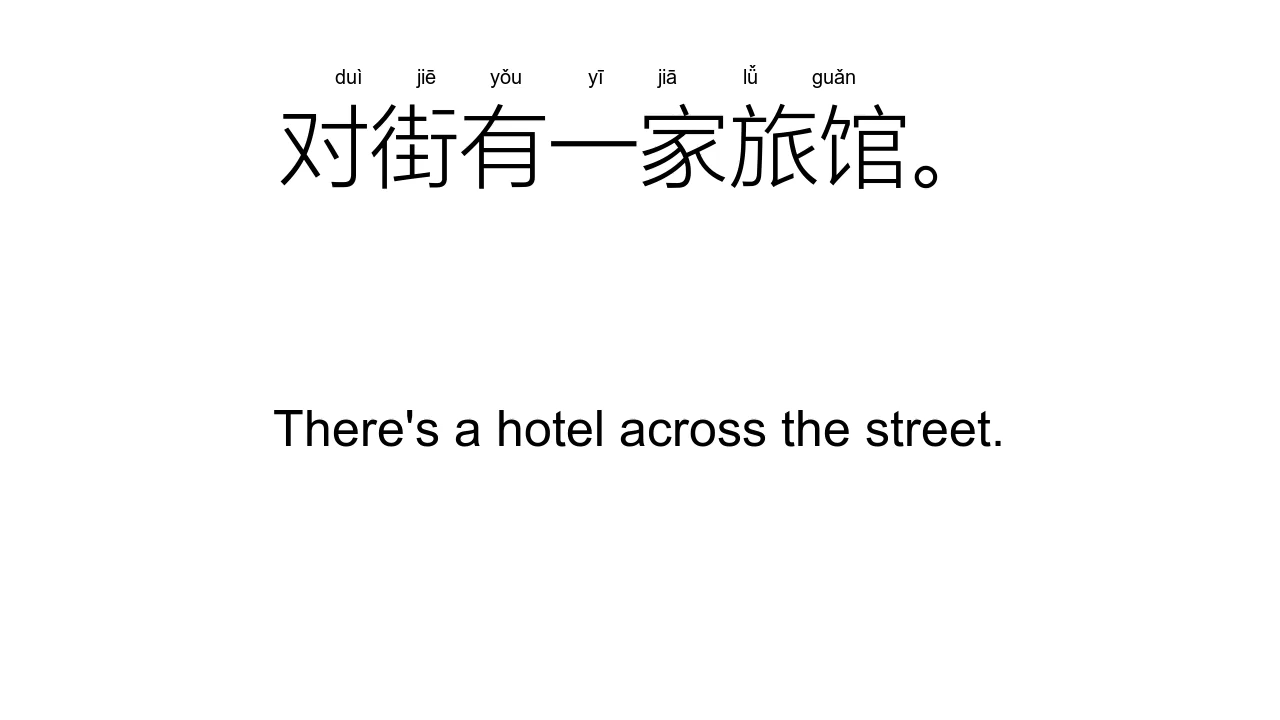 duì jiē yǒu yī jiā lǚ guǎn
对街有一家旅馆。
There's a hotel across the street.